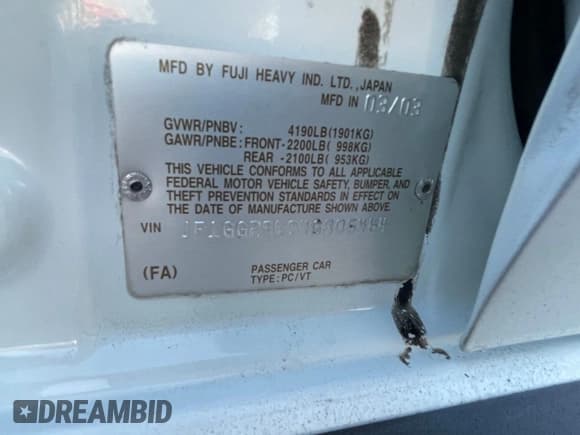 MFD BY FUJI HEAVY IND. LTD.,JAPAN
MFD IN 03/03
GVWR/PNBV: 4190LB(1901KG)
GAWR/PNBE: FRONT-2200LB( 998KG)
REAR -2100LB( 953KG)
THIS VEHICLE CONFORMS TO ALL APPLICABLE
FEDERAL MOTOR VEHICLE SAFETY, BUMPER, AND
THEFT PREVENTION STANDARDS IN EFFECT ON THE
DATE OF MANUFACTURE SHOWN ABOVE.
VIN
(FA) PASSENGER CAR
TYPE:PC/VT
DREAMBID